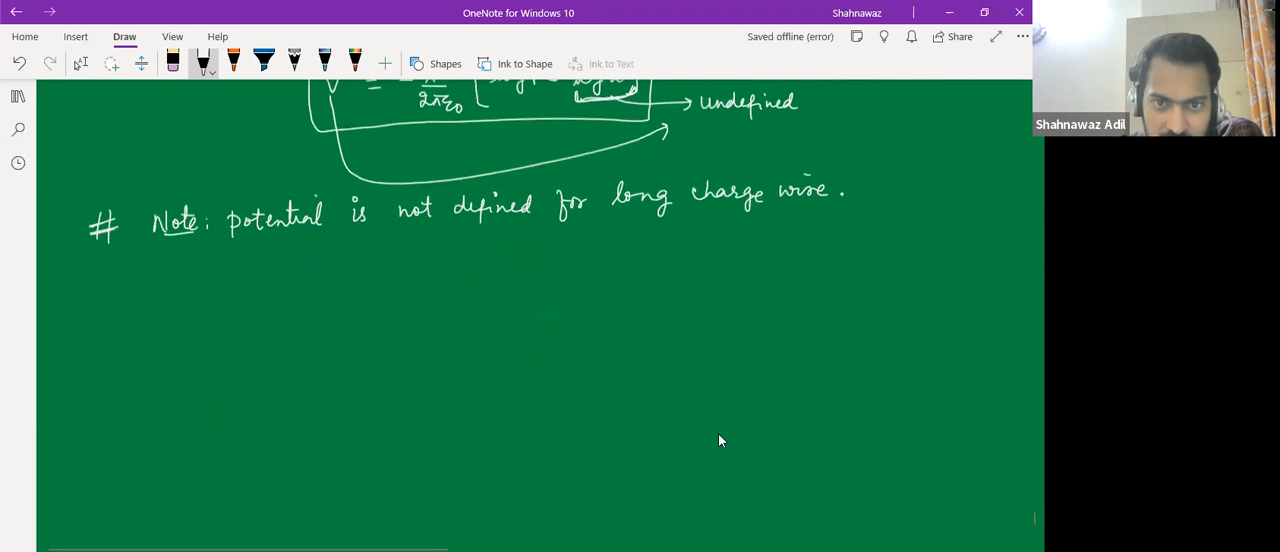 OneNote for Windows 10
Shahnawaz
Home Insert Draw View Help
Saved offline (error)
Share
Shapes Ink to Shape Ink to Text
2πε₀
→ Undefined
Shahnawaz Adil
# Note: potential is not defined for long charge wire.